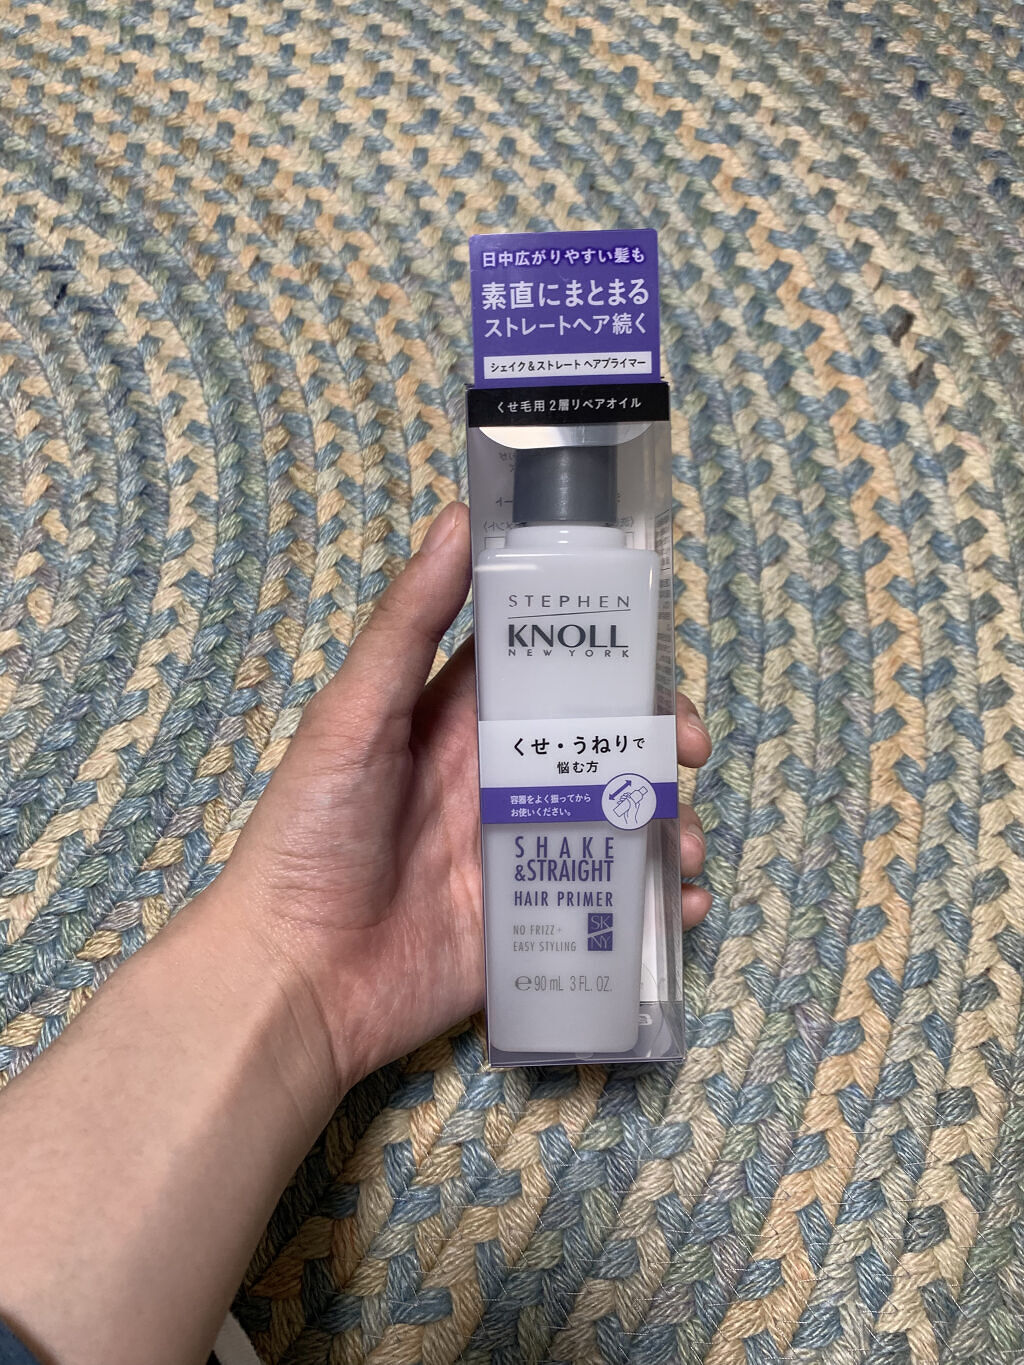 日中広がりやすい髪も
素直にまとまる
ストレートヘア続く
シェイク&ストレート ヘアプライマー
くせ毛用2層リペアオイル
STEPHEN
KNOLL
NEW YORK
くせ・うねりで
悩む方
容器をよく振ってから
お使いください。
SHAKE
&STRAIGHT
HAIR PRIMER
NO FRIZZ+
EASY STYLING
SK
NY
℮90 mL 3 FL. OZ.